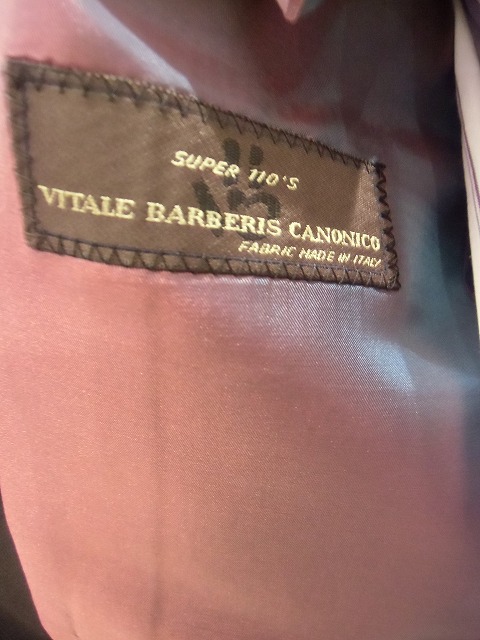 SUPER 110'S
VITALE BARBERIS CANONICO
FABRIC MADE IN ITALY